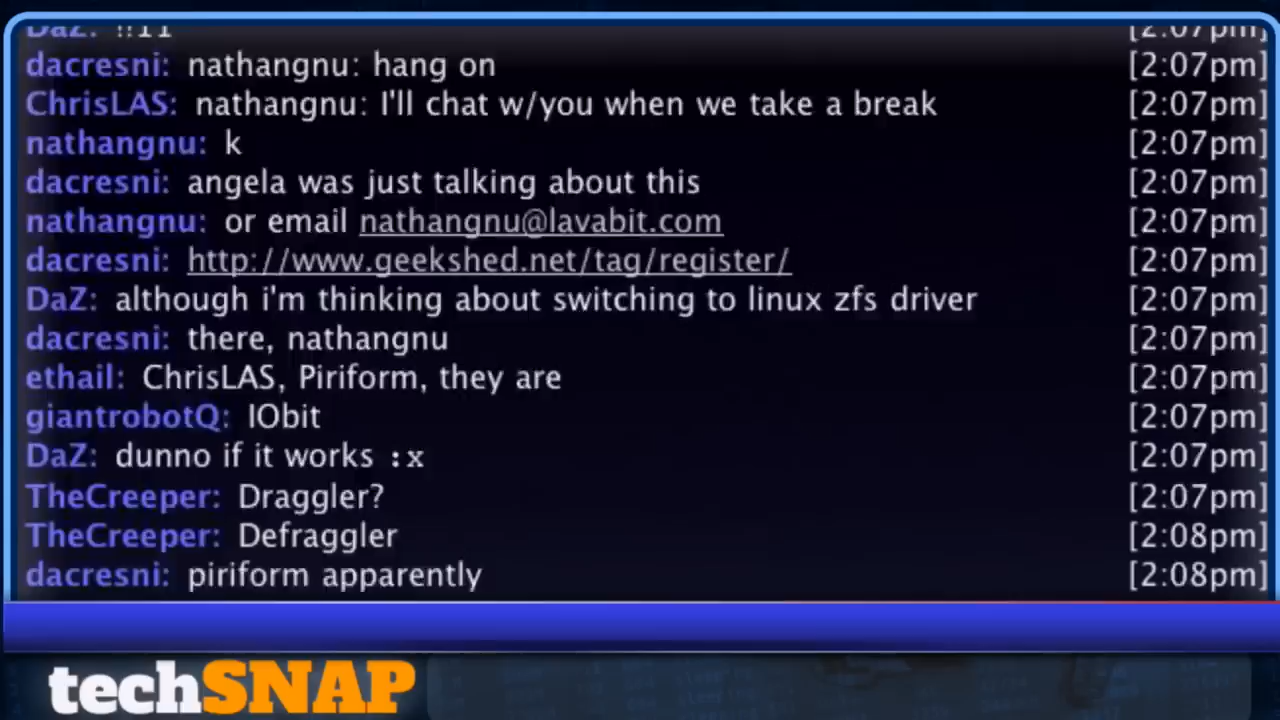 DaZ: !!11 [2:07pm]
dacresni: nathangnu: hang on [2:07pm]
ChrisLAS: nathangnu: I'll chat w/you when we take a break [2:07pm]
nathangnu: k [2:07pm]
dacresni: angela was just talking about this [2:07pm]
nathangnu: or email nathangnu@lavabit.com [2:07pm]
dacresni: http://www.geekshed.net/tag/register/ [2:07pm]
DaZ: although i'm thinking about switching to linux zfs driver [2:07pm]
dacresni: there, nathangnu [2:07pm]
ethail: ChrisLAS, Piriform, they are [2:07pm]
giantrobotQ: IObit [2:07pm]
DaZ: dunno if it works :x [2:07pm]
TheCreeper: Draggler? [2:07pm]
TheCreeper: Defraggler [2:08pm]
dacresni: piriform apparently [2:08pm]
techSNAP